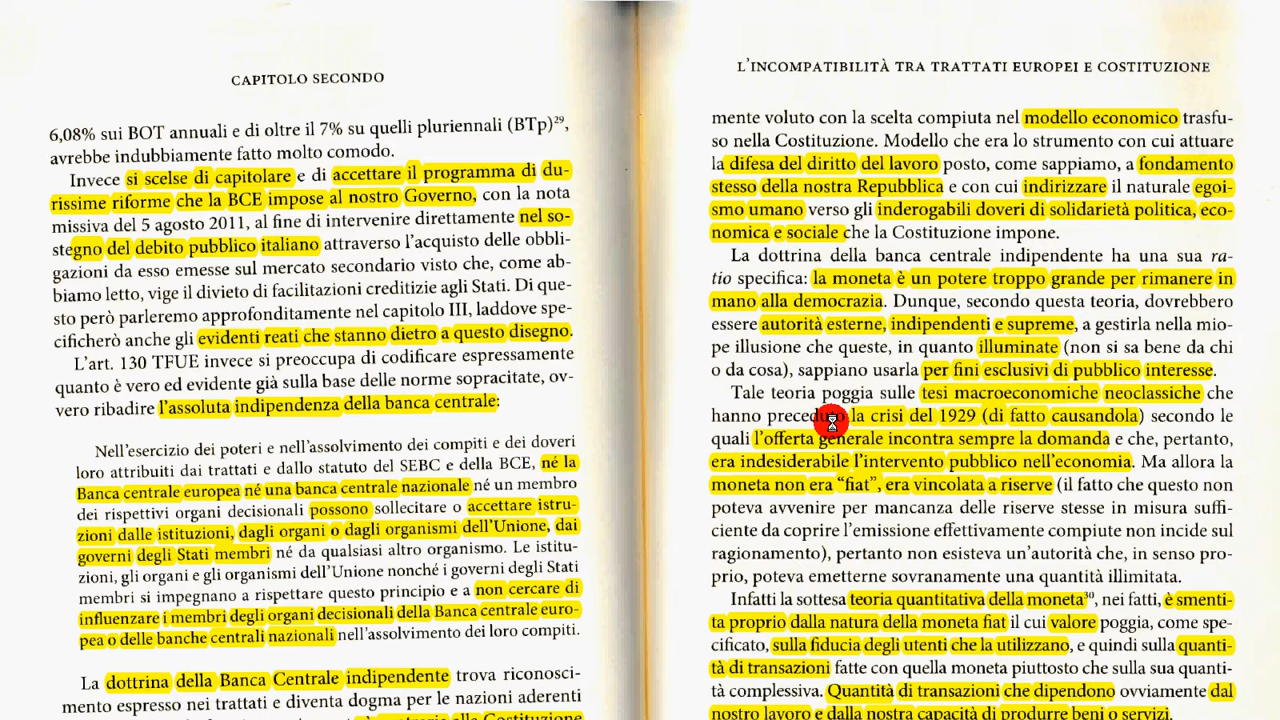 CAPITOLO SECONDO
6,08% sui BOT annuali e di oltre il 7% su quelli pluriennali (BTp)²⁹,
avrebbe indubbiamente fatto molto comodo.
Invece si scelse di capitolare e di accettare il programma di du-
rissime riforme che la BCE impose al nostro Governo, con la nota
missiva del 5 agosto 2011, al fine di intervenire direttamente nel so-
stegno del debito pubblico italiano attraverso l'acquisto delle obbli-
gazioni da esso emesse sul mercato secondario visto che, come ab-
biamo letto, vige il divieto di facilitazioni creditizie agli Stati. Di que-
sto però parleremo approfonditamente nel capitolo III, laddove spe-
cificherò anche gli evidenti reati che stanno dietro a questo disegno.
L'art. 130 TFUE invece si preoccupa di codificare espressamente
quanto è vero ed evidente già sulla base delle norme sopracitate, ov-
vero ribadire l'assoluta indipendenza della banca centrale:
Nell'esercizio dei poteri e nell'assolvimento dei compiti e dei doveri
loro attribuiti dai trattati e dallo statuto del SEBC e della BCE, né la
Banca centrale europea né una banca centrale nazionale né un membro
dei rispettivi organi decisionali possono sollecitare o accettare istru-
zioni dalle istituzioni, dagli organi o dagli organismi dell'Unione, dai
governi degli Stati membri né da qualsiasi altro organismo. Le istitu-
zioni, gli organi e gli organismi dell'Unione nonché i governi degli Stati
membri si impegnano a rispettare questo principio e a non cercare di
influenzare i membri degli organi decisionali della Banca centrale euro-
pea o delle banche centrali nazionali nell'assolvimento dei loro compiti.
La dottrina della Banca Centrale indipendente trova riconosci-
mento espresso nei trattati e diventa dogma per le nazioni aderenti
L'INCOMPATIBILITÀ TRA TRATTATI EUROPEI E COSTITUZIONE
mente voluto con la scelta compiuta nel modello economico trasfu-
so nella Costituzione. Modello che era lo strumento con cui attuare
la difesa del diritto del lavoro posto, come sappiamo, a fondamento
stesso della nostra Repubblica e con cui indirizzare il naturale egoi-
smo umano verso gli inderogabili doveri di solidarietà politica, eco-
nomica e sociale che la Costituzione impone.
La dottrina della banca centrale indipendente ha una sua ra-
tio specifica: la moneta è un potere troppo grande per rimanere in
mano alla democrazia. Dunque, secondo questa teoria, dovrebbero
essere autorità esterne, indipendenti e supreme, a gestirla nella mio-
pe illusione che queste, in quanto illuminate (non si sa bene da chi
o da cosa), sappiano usarla per fini esclusivi di pubblico interesse.
Tale teoria poggia sulle tesi macroeconomiche neoclassiche che
hanno preceduto la crisi del 1929 (di fatto causandola) secondo le
quali l'offerta generale incontra sempre la domanda e che, pertanto,
era indesiderabile l'intervento pubblico nell'economia. Ma allora la
moneta non era “fiat”, era vincolata a riserve (il fatto che questo non
poteva avvenire per mancanza delle riserve stesse in misura suffi-
ciente da coprire l'emissione effettivamente compiute non incide sul
ragionamento), pertanto non esisteva un'autorità che, in senso pro-
prio, poteva emetterne sovranamente una quantità illimitata.
Infatti la sottesa teoria quantitativa della moneta³⁰, nei fatti, è smenti-
ta proprio dalla natura della moneta fiat il cui valore poggia, come spe-
cificato, sulla fiducia degli utenti che la utilizzano, e quindi sulla quanti-
tà di transazioni fatte con quella moneta piuttosto che sulla sua quanti-
tà complessiva. Quantità di transazioni che dipendono ovviamente dal
nostro lavoro e dalla nostra capacità di produrre beni o servizi.